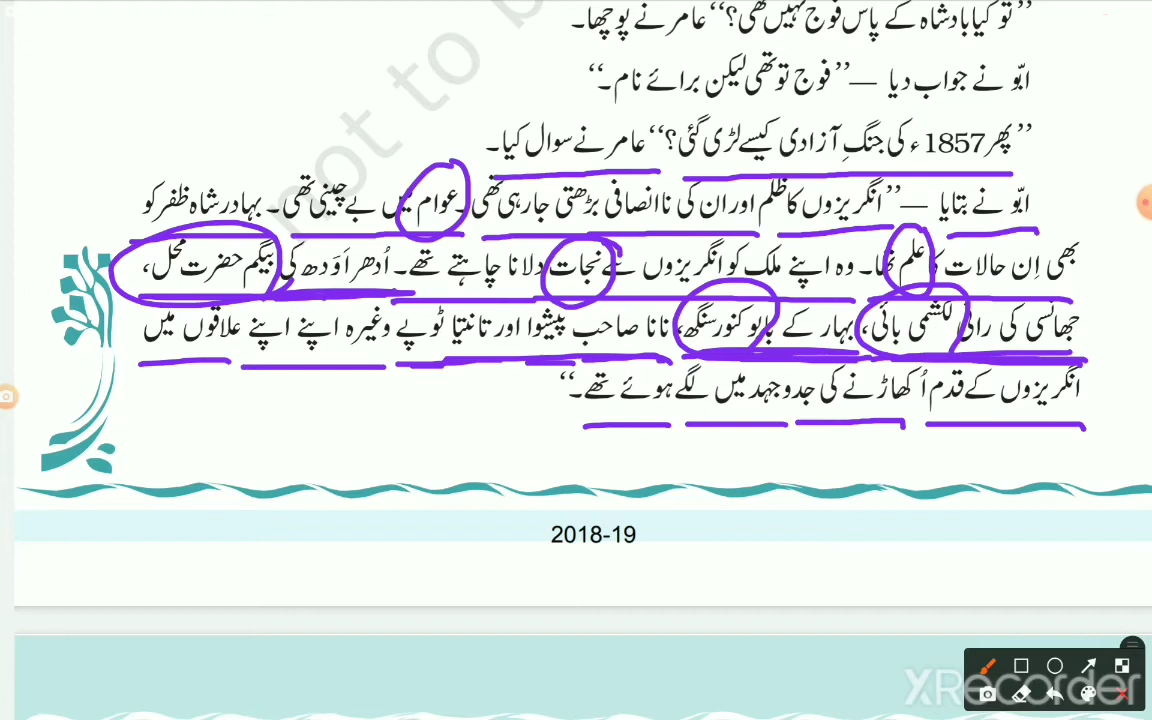 ’’تو کیا بادشاہ کے پاس فوج نہیں تھی؟‘‘ عامر نے پوچھا۔
ابّو نے جواب دیا —’’فوج تو تھی لیکن برائے نام۔‘‘
’’پھر 1857ء کی جنگِ آزادی کیسے لڑی گئی؟‘‘ عامر نے سوال کیا۔
ابّو نے بتایا —’’انگریزوں کا ظلم اور ان کی ناانصافی بڑھتی جارہی تھی۔ عوام میں بے چینی تھی۔ بہادر شاہ ظفر کو
بھی اِن حالات کا علم تھا۔ وہ اپنے ملک کو انگریزوں سے نجات دلانا چاہتے تھے۔ اُدھر اَوَدھ کی بیگم حضرت محل،
جھانسی کی رانی لکشمی بائی، بہار کے بابو کنور سنگھ، نانا صاحب پیشوا اور تانتیا ٹوپے وغیرہ اپنے اپنے علاقوں میں
انگریزوں کے قدم اُکھاڑنے کی جدوجہد میں لگے ہوئے تھے۔‘‘
not to b
2018-19
XRecorder